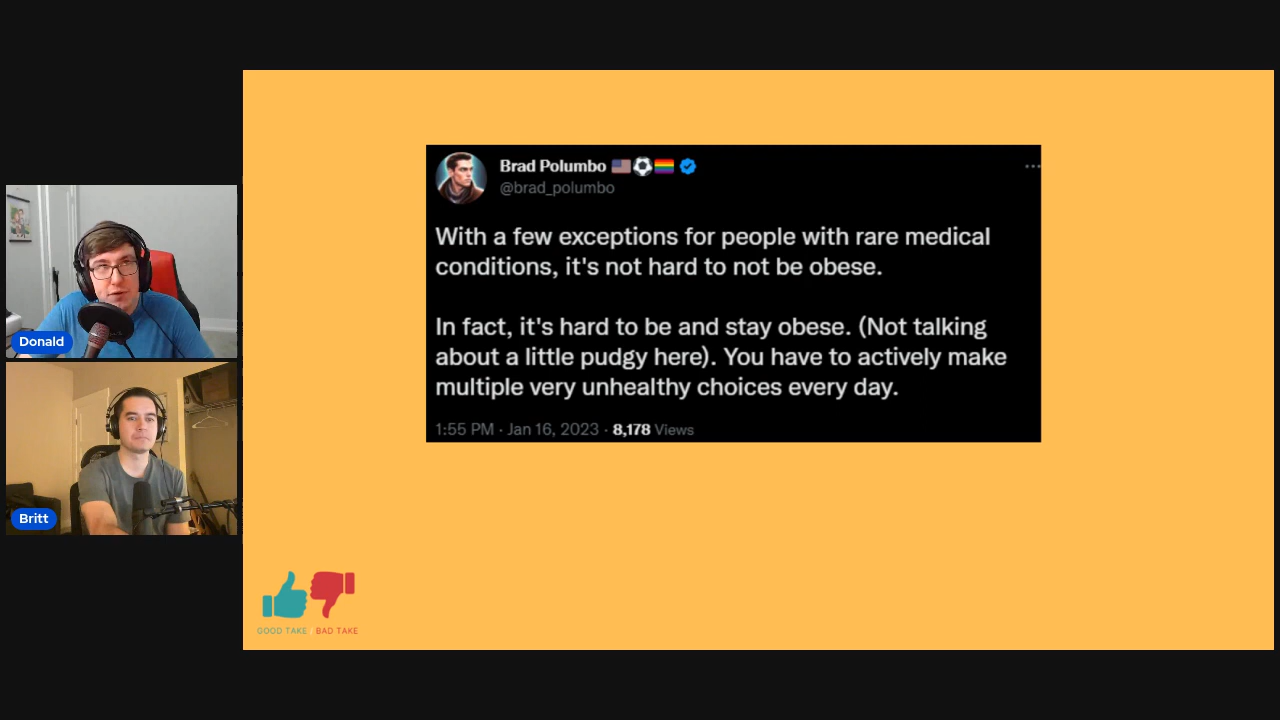 Brad Polumbo 🇺🇸⚽🏳️‍🌈
@brad_polumbo
With a few exceptions for people with rare medical
conditions, it's not hard to not be obese.
In fact, it's hard to be and stay obese. (Not talking
about a little pudgy here). You have to actively make
multiple very unhealthy choices every day.
1:55 PM · Jan 16, 2023 · 8,178 Views
Donald
Britt
GOOD TAKE / BAD TAKE